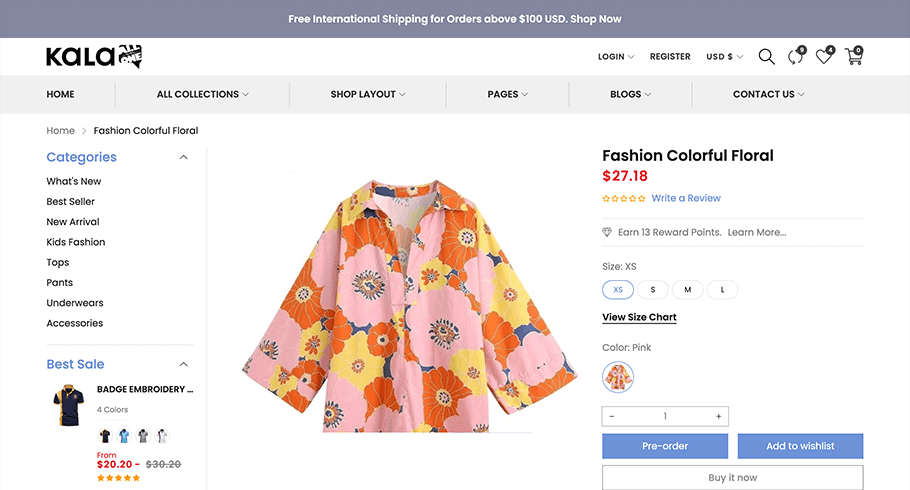 Free International Shipping for Orders above $100 USD. Shop Now
KALA
LOGIN
REGISTER
USD $
9
4
0
HOME
ALL COLLECTIONS
SHOP LAYOUT
PAGES
BLOGS
CONTACT US
Home > Fashion Colorful Floral
Categories
What's New
Best Seller
New Arrival
Kids Fashion
Tops
Pants
Underwears
Accessories
Best Sale
BADGE EMBROIDERY ...
4 Colors
From
$20.20 - $30.20
Fashion Colorful Floral
$27.18
Write a Review
Earn 13 Reward Points. Learn More...
Size: XS
XS
S
M
L
View Size Chart
Color: Pink
- 1 +
Pre-order
Add to wishlist
Buy it now